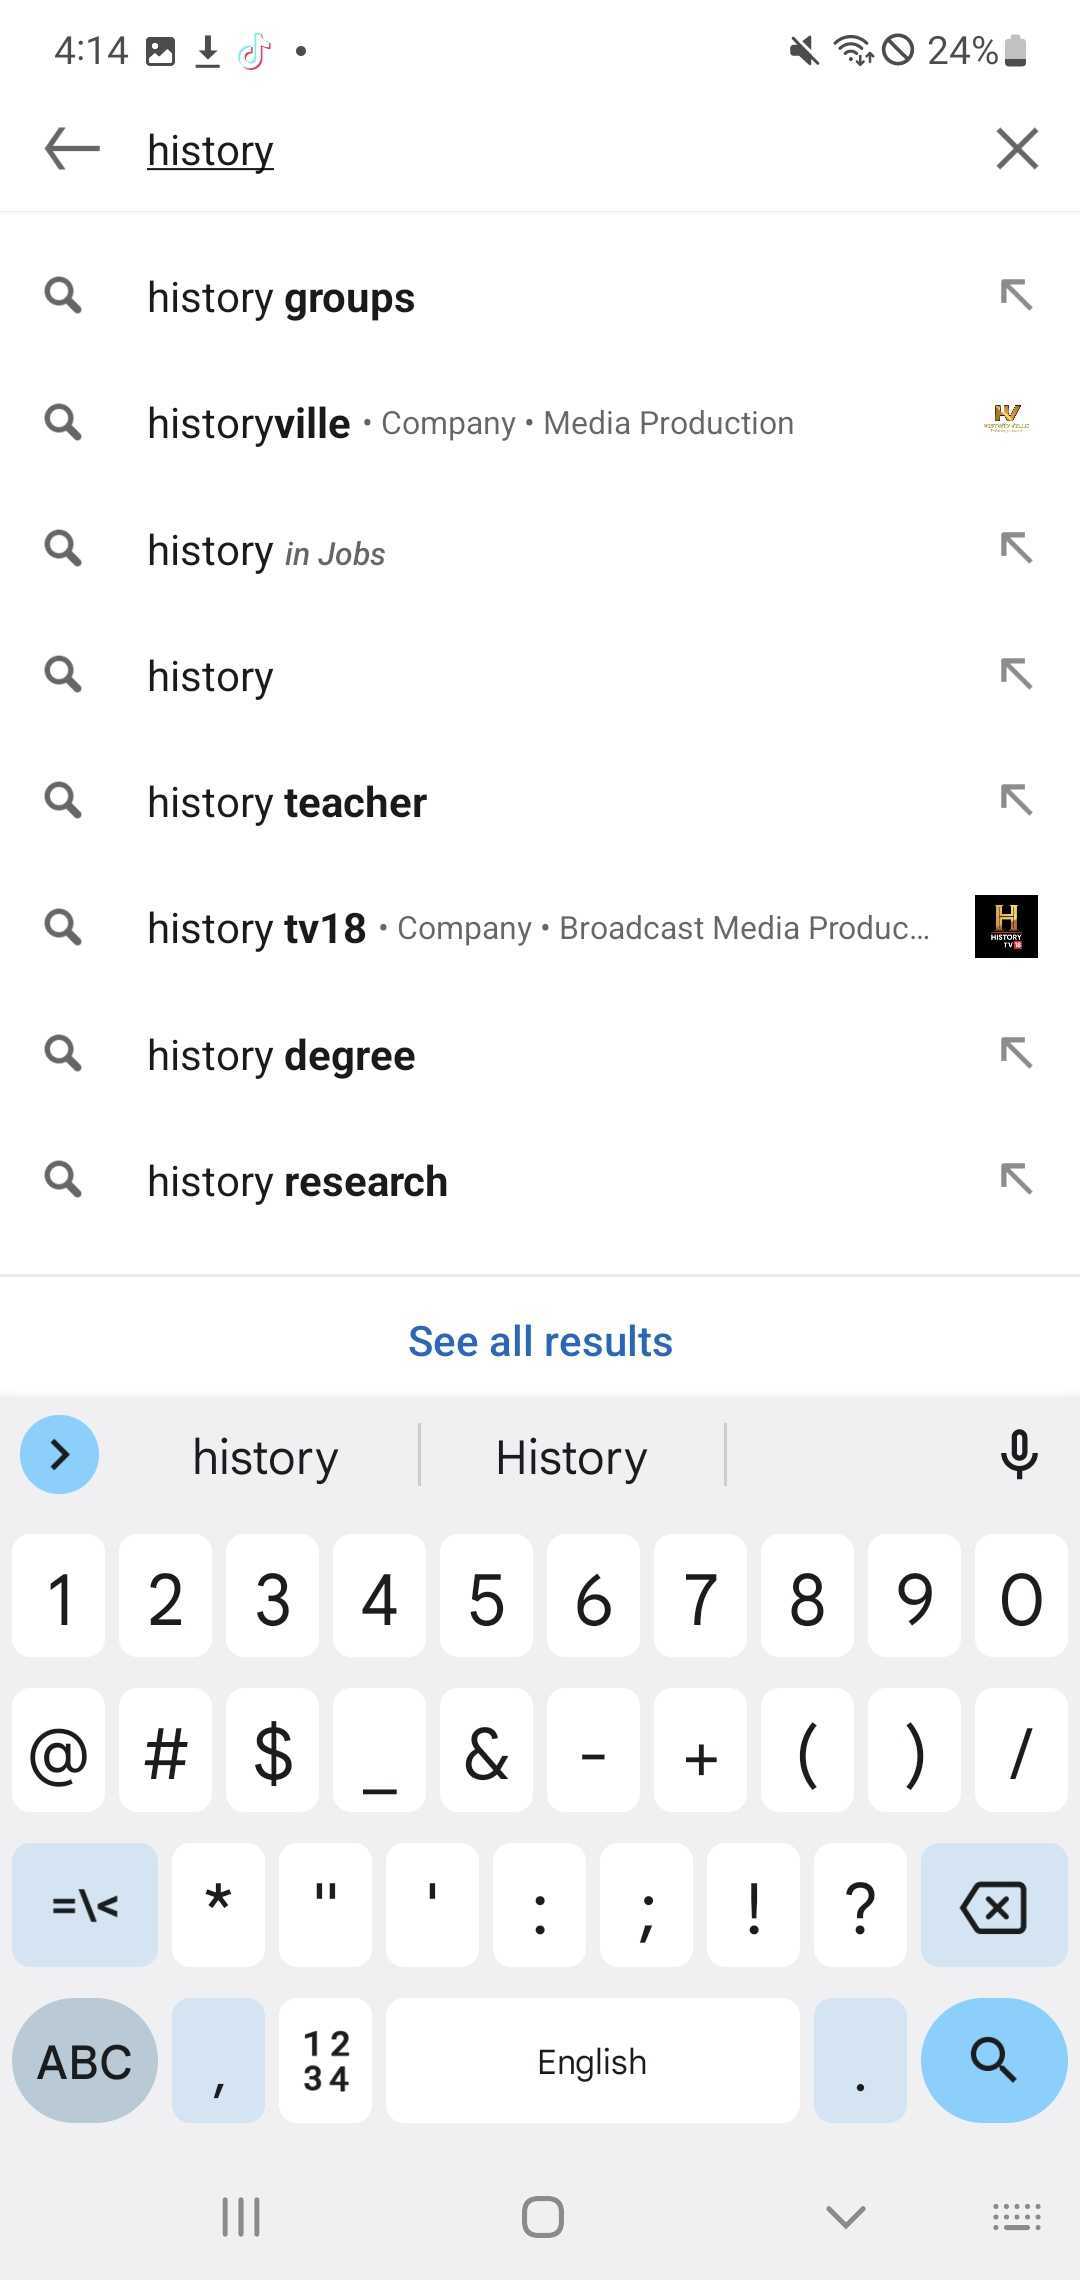 4:14 24%
history
history groups
historyville • Company • Media Production
history in Jobs
history
history teacher
history tv18 • Company • Broadcast Media Produc...
HISTORY
TV 18
history degree
history research
See all results
history History
1 2 3 4 5 6 7 8 9 0
@ # $ _ & - + ( ) /
=\< * " ' : ; ! ?
ABC , 12 34 English .